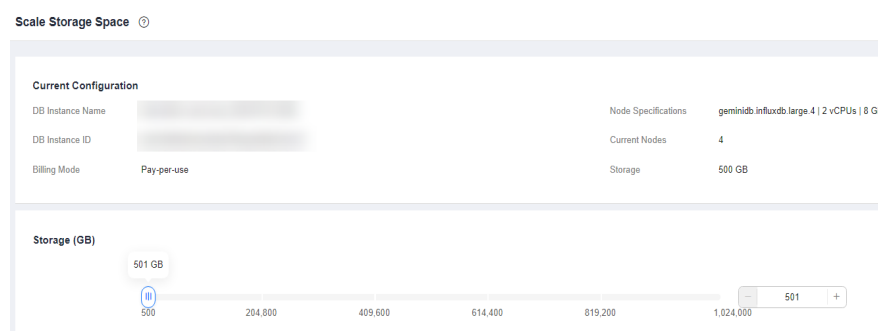 Scale Storage Space ?
Current Configuration
DB Instance Name
Node Specifications geminidb.influxdb.large.4 | 2 vCPUs | 8 G
DB Instance ID
Current Nodes 4
Billing Mode Pay-per-use
Storage 500 GB
Storage (GB)
501 GB
− 501 +
500 204,800 409,600 614,400 819,200 1,024,000